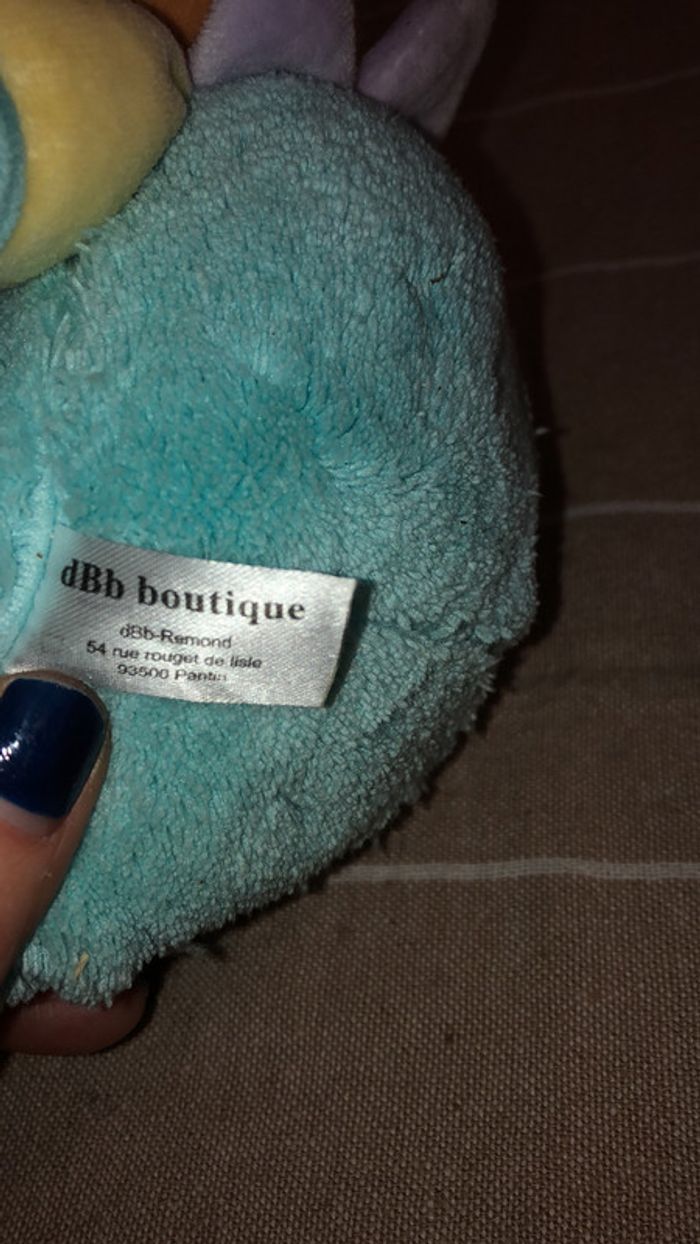 dBb boutique
dBb-Remond
54 rue rouget de lisle
93500 Pantin